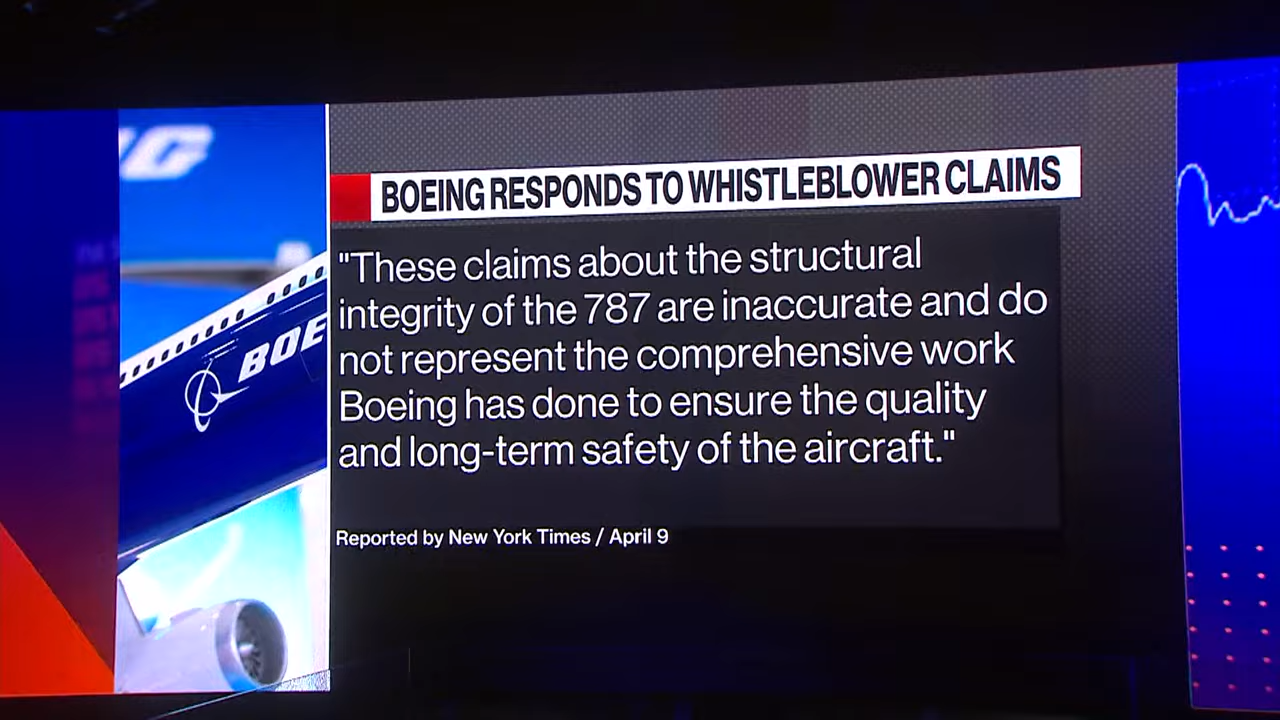 NG
BOE
BOEING RESPONDS TO WHISTLEBLOWER CLAIMS
"These claims about the structural
integrity of the 787 are inaccurate and do
not represent the comprehensive work
Boeing has done to ensure the quality
and long-term safety of the aircraft."
Reported by New York Times / April 9